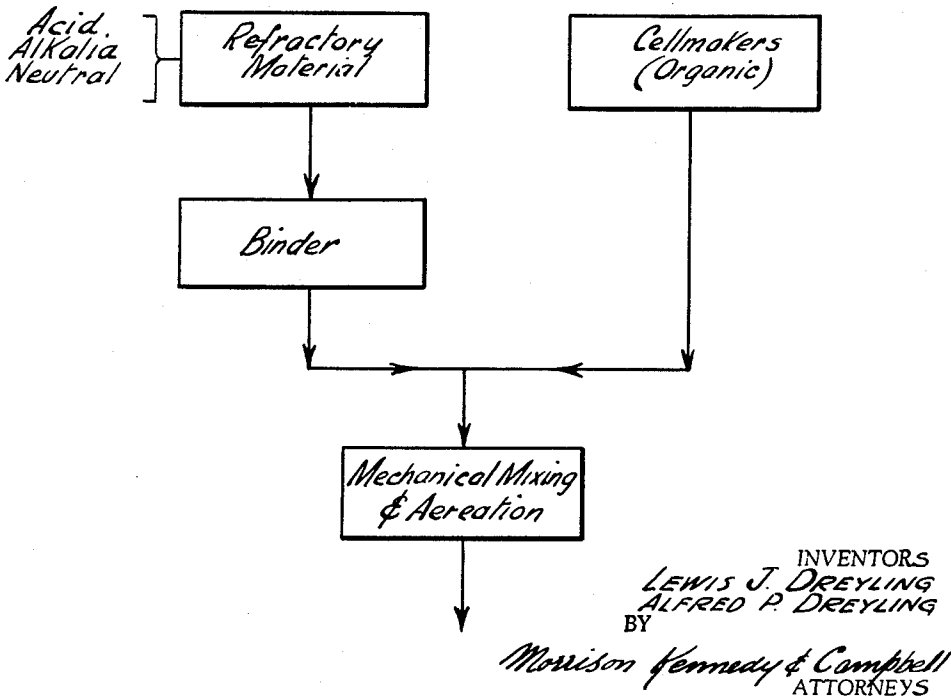 Acid.
Alkalia
Neutral
Refractory
Material
Cellmakers
(Organic)
Binder
Mechanical Mixing
& Aereation
INVENTORS
LEWIS J. DREYLING
ALFRED P. DREYLING
BY
Morrison Kennedy & Campbell
ATTORNEYS